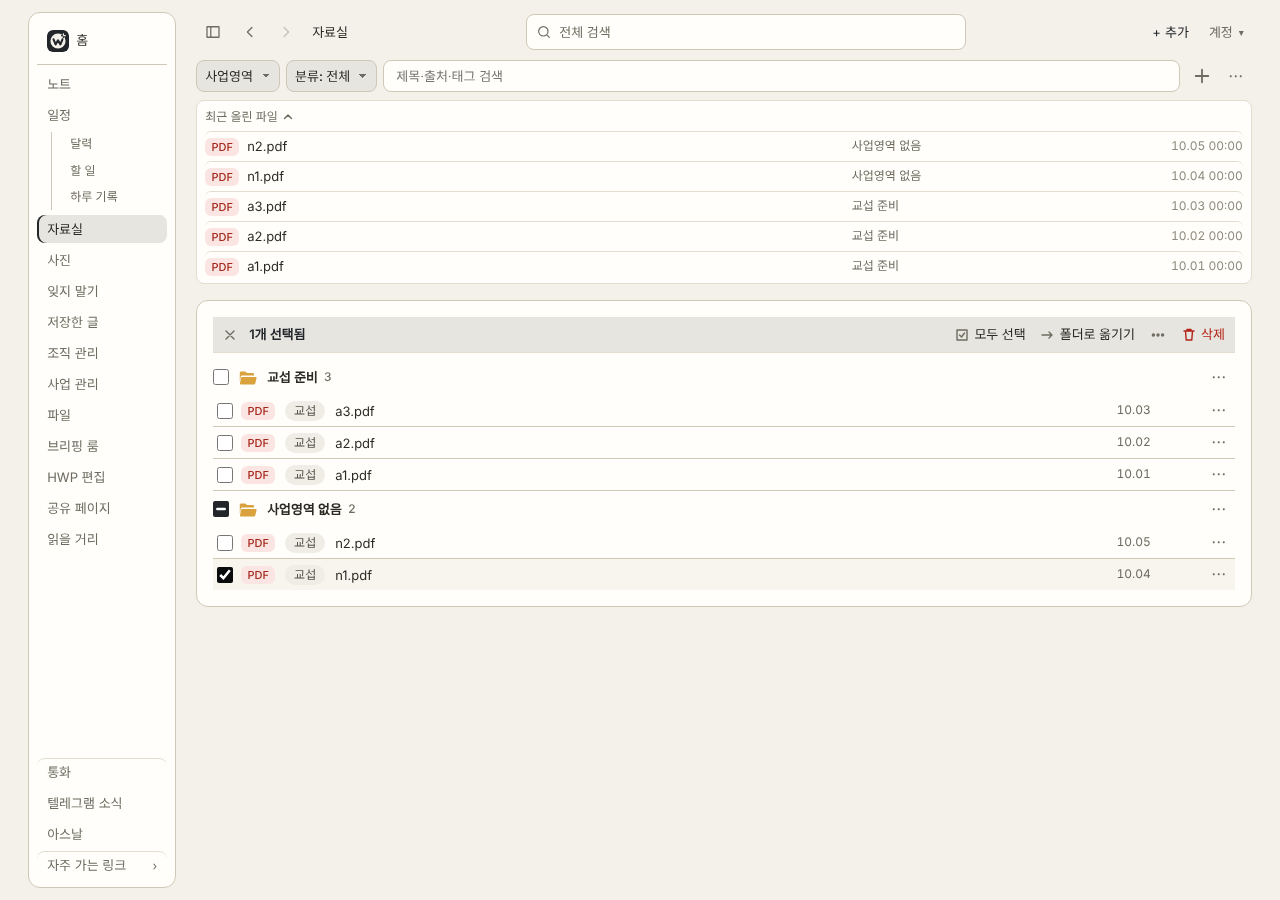 홈
노트
일정
달력
할 일
하루 기록
자료실
사진
잊지 말기
저장한 글
조직 관리
사업 관리
파일
브리핑 룸
HWP 편집
공유 페이지
읽을 거리
통화
텔레그램 소식
아스날
자주 가는 링크 ›
자료실
전체 검색
+ 추가 계정 ▾
사업영역 분류: 전체 제목·출처·태그 검색
최근 올린 파일
PDF n2.pdf 사업영역 없음 10.05 00:00
PDF n1.pdf 사업영역 없음 10.04 00:00
PDF a3.pdf 교섭 준비 10.03 00:00
PDF a2.pdf 교섭 준비 10.02 00:00
PDF a1.pdf 교섭 준비 10.01 00:00
1개 선택됨 모두 선택 → 폴더로 옮기기 ••• 삭제
교섭 준비 3 ···
PDF 교섭 a3.pdf 10.03 ···
PDF 교섭 a2.pdf 10.02 ···
PDF 교섭 a1.pdf 10.01 ···
사업영역 없음 2 ···
PDF 교섭 n2.pdf 10.05 ···
PDF 교섭 n1.pdf 10.04 ···